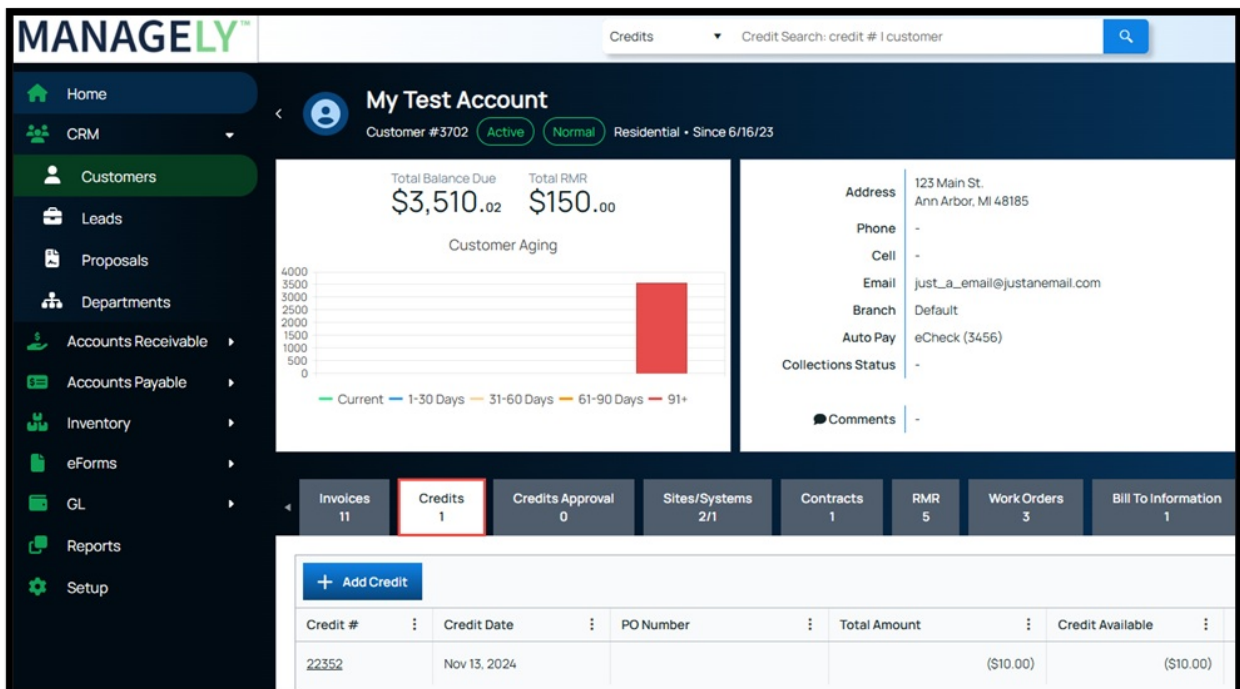 MANAGELY™
Credits Credit Search: credit # | customer
Home
CRM
Customers
Leads
Proposals
Departments
Accounts Receivable
Accounts Payable
Inventory
eForms
GL
Reports
Setup
My Test Account
Customer #3702 Active Normal Residential • Since 6/16/23
Total Balance Due Total RMR
$3,510.02 $150.00
Customer Aging
4000
3500
3000
2500
2000
1500
1000
500
0
Current 1-30 Days 31-60 Days 61-90 Days 91+
Address 123 Main St.
Ann Arbor, MI 48185
Phone -
Cell -
Email just_a_email@justanemail.com
Branch Default
Auto Pay eCheck (3456)
Collections Status -
Comments -
Invoices Credits Credits Approval Sites/Systems Contracts RMR Work Orders Bill To Information
11 1 0 2/1 1 5 3 1
+ Add Credit
Credit # Credit Date PO Number Total Amount Credit Available
22352 Nov 13, 2024 ($10.00) ($10.00)